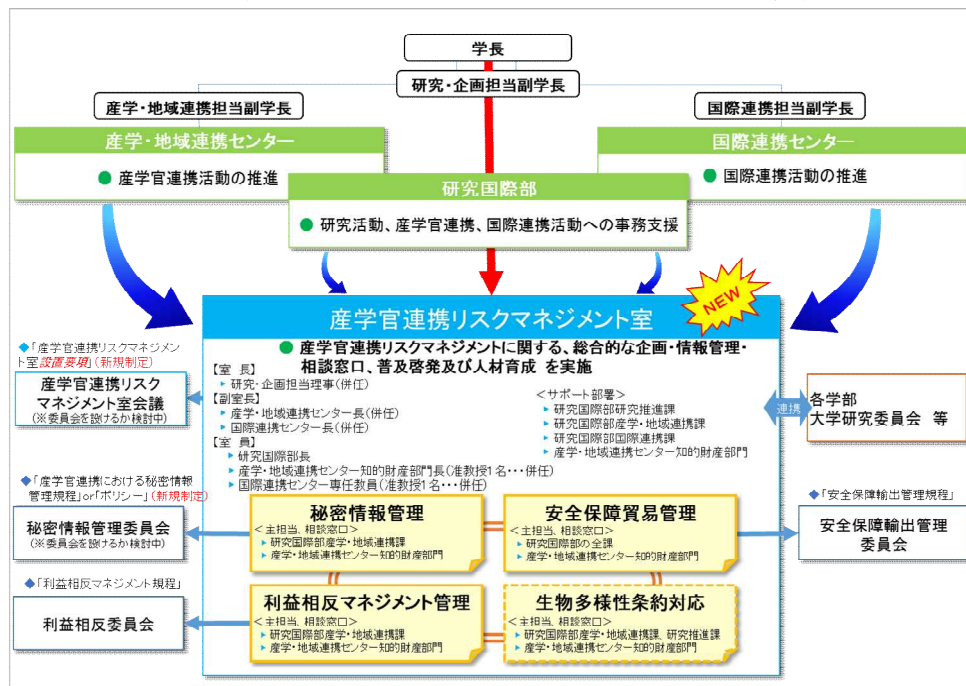 学長
研究・企画担当副学長
産学・地域連携担当副学長
国際連携担当副学長
産学・地域連携センター
● 産学官連携活動の推進
国際連携センター
● 国際連携活動の推進
研究国際部
● 研究活動、産学官連携、国際連携活動への事務支援
NEW
産学官連携リスクマネジメント室
● 産学官連携リスクマネジメントに関する、総合的な企画・情報管理・
相談窓口、普及啓発及び人材育成 を実施
【室 長】
研究・企画担当理事(併任)
【副室長】
産学・地域連携センター長(併任)
国際連携センター長(併任)
【室 員】
研究国際部長
産学・地域連携センター知的財産部門長(准教授1名・・・併任)
国際連携センター専任教員(准教授1名・・・併任)
<サポート部署>
研究国際部研究推進課
研究国際部産学・地域連携課
研究国際部国際連携課
産学・地域連携センター知的財産部門
連携
各学部
大学研究委員会 等
◆「産学官連携リスクマネジメン
ト室設置要項」(新規制定)
産学官連携リスク
マネジメント室会議
(※委員会を設けるか検討中)
◆「産学官連携における秘密情報
管理規程」or「ポリシー」(新規制定)
秘密情報管理委員会
(※委員会を設けるか検討中)
◆「利益相反マネジメント規程」
利益相反委員会
秘密情報管理
<主担当、相談窓口>
研究国際部産学・地域連携課
産学・地域連携センター知的財産部門
安全保障貿易管理
<主担当、相談窓口>
研究国際部の全課
産学・地域連携センター知的財産部門
利益相反マネジメント管理
<主担当、相談窓口>
研究国際部産学・地域連携課
産学・地域連携センター知的財産部門
生物多様性条約対応
<主担当、相談窓口>
研究国際部産学・地域連携課、研究推進課
産学・地域連携センター知的財産部門
◆「安全保障輸出管理規程」
安全保障輸出管理
委員会